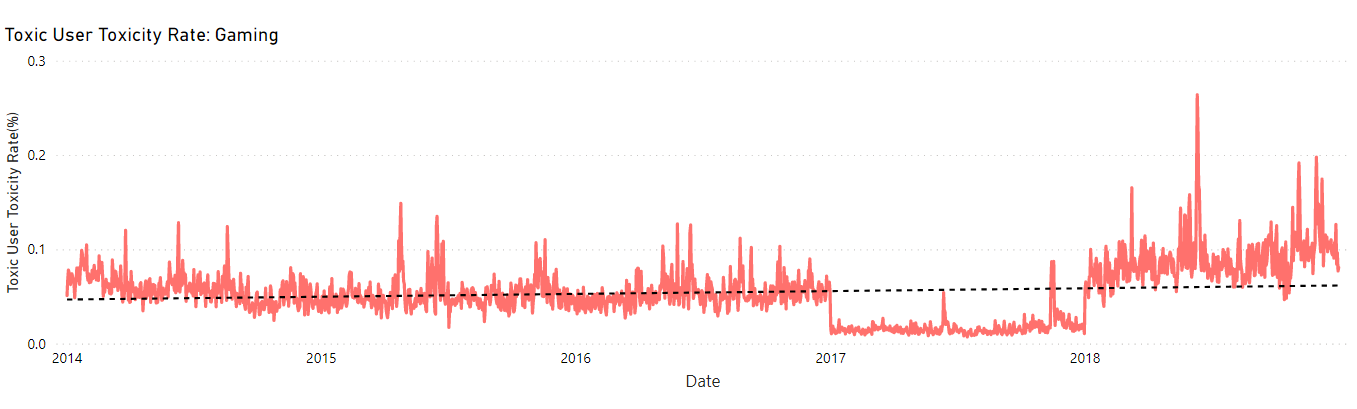 Toxic User Toxicity Rate: Gaming
Toxic User Toxicity Rate(%)
0.3
0.2
0.1
0.0
2014 2015 2016 2017 2018
Date